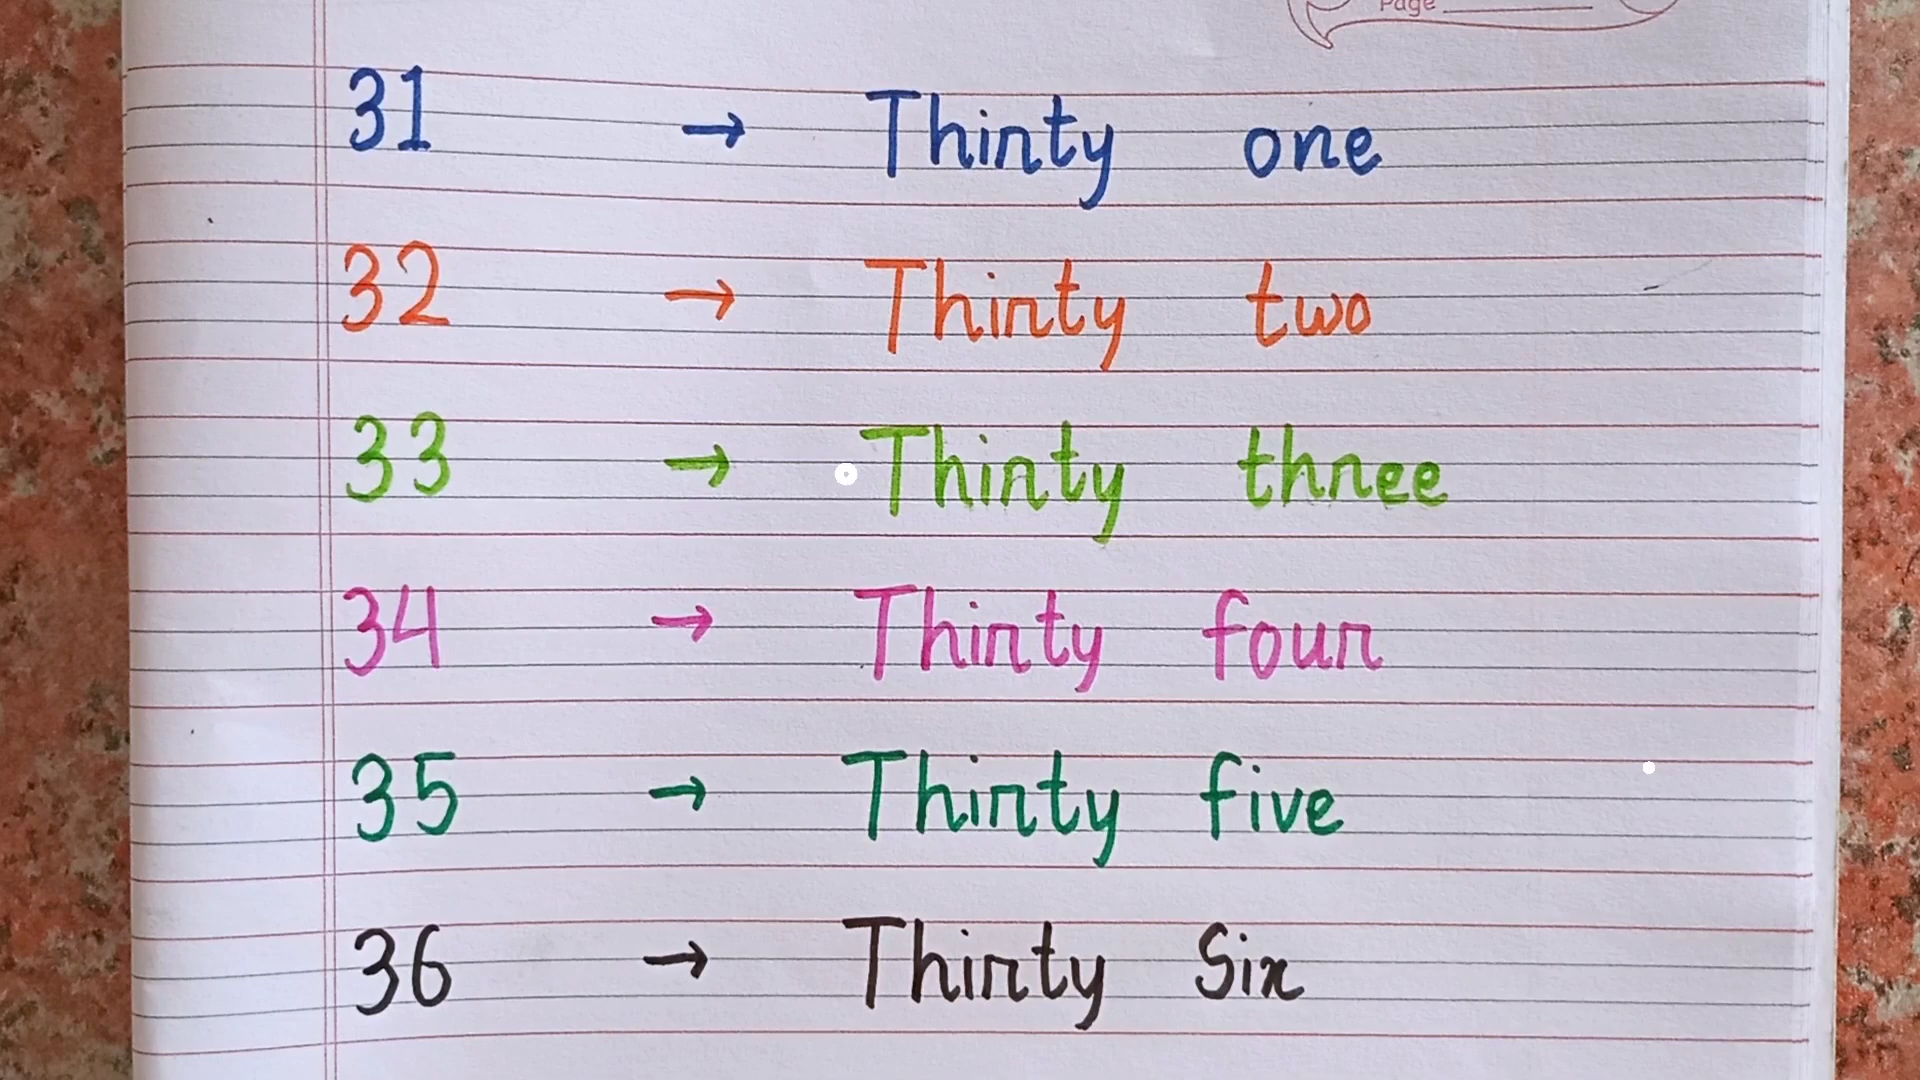 Page
31 → Thirty one
32 → Thirty two
33 → Thirty three
34 → Thirty four
35 → Thirty five
36 → Thirty Six